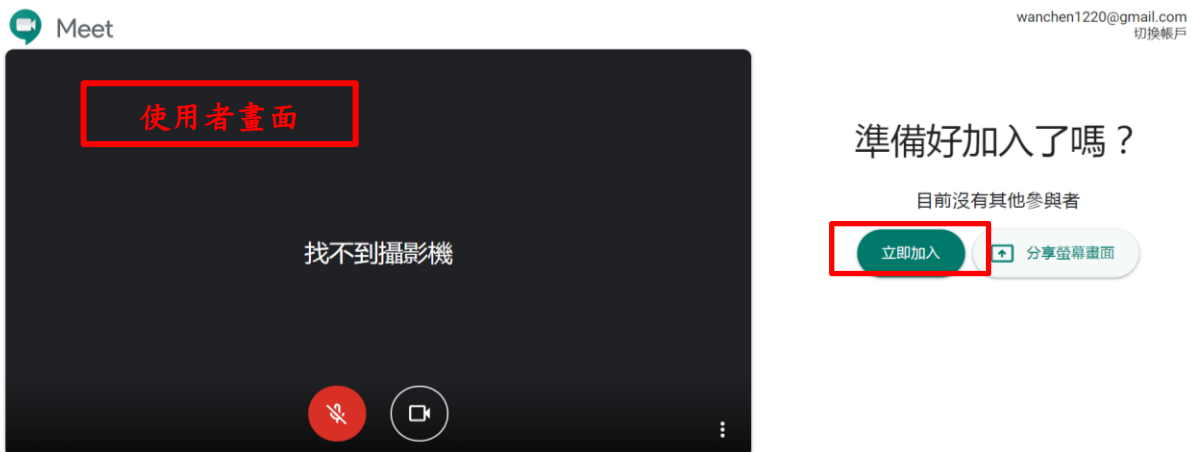 Meet
wanchen1220@gmail.com
切換帳戶
使用者畫面
找不到攝影機
準備好加入了嗎？
目前沒有其他參與者
立即加入
分享螢幕畫面